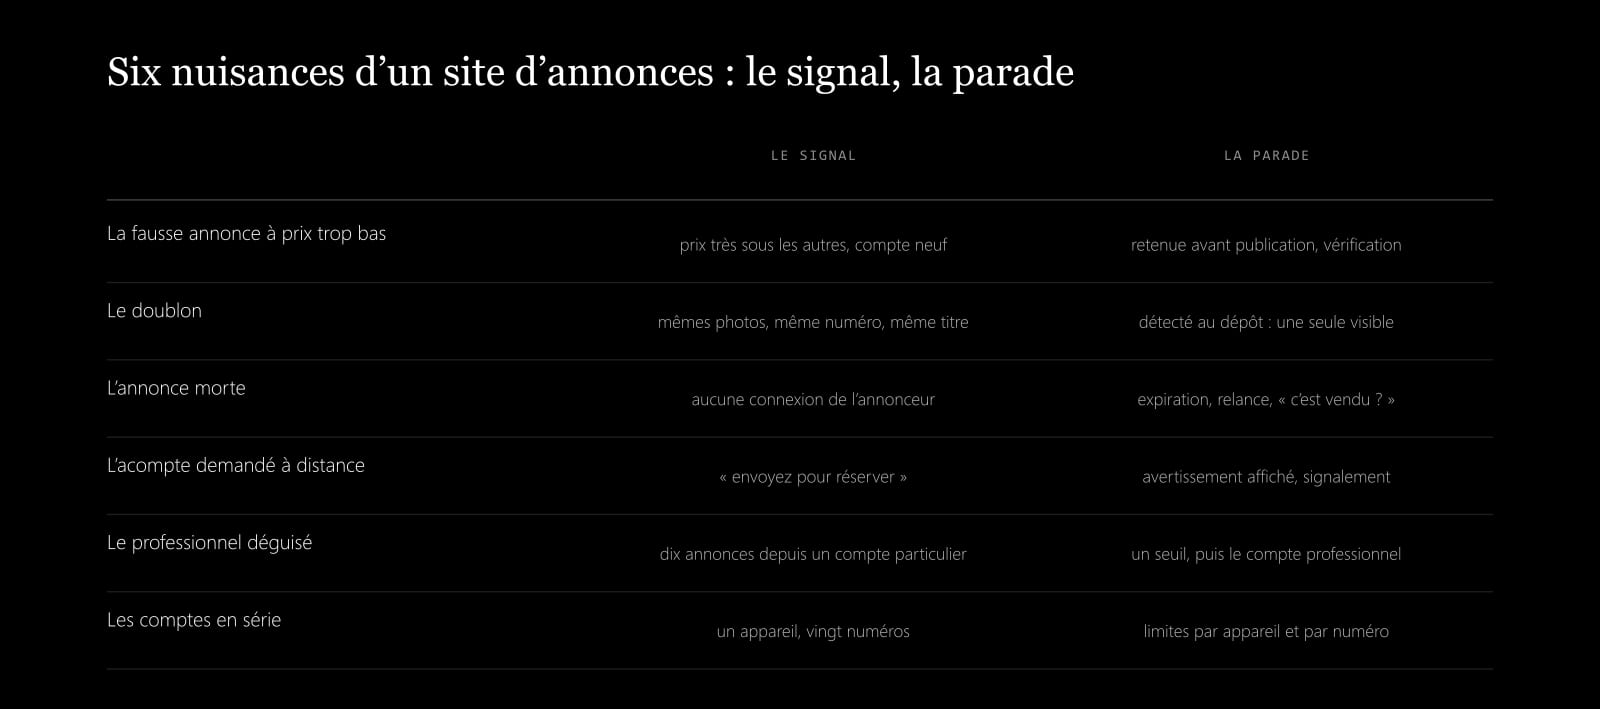 Six nuisances d’un site d’annonces : le signal, la parade
LE SIGNAL
LA PARADE
La fausse annonce à prix trop bas
prix très sous les autres, compte neuf
retenue avant publication, vérification
Le doublon
mêmes photos, même numéro, même titre
détecté au dépôt : une seule visible
L’annonce morte
aucune connexion de l’annonceur
expiration, relance, « c’est vendu ? »
L’acompte demandé à distance
« envoyez pour réserver »
avertissement affiché, signalement
Le professionnel déguisé
dix annonces depuis un compte particulier
un seuil, puis le compte professionnel
Les comptes en série
un appareil, vingt numéros
limites par appareil et par numéro